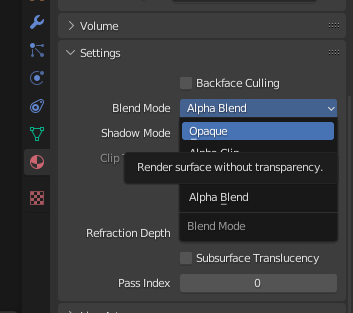 Volume
Settings
Backface Culling
Blend Mode
Alpha Blend
Shadow Mode
Opaque
Alpha Clip
Clip
Render surface without transparency.
Alpha Blend
Blend Mode
Refraction Depth
Subsurface Translucency
Pass Index
0